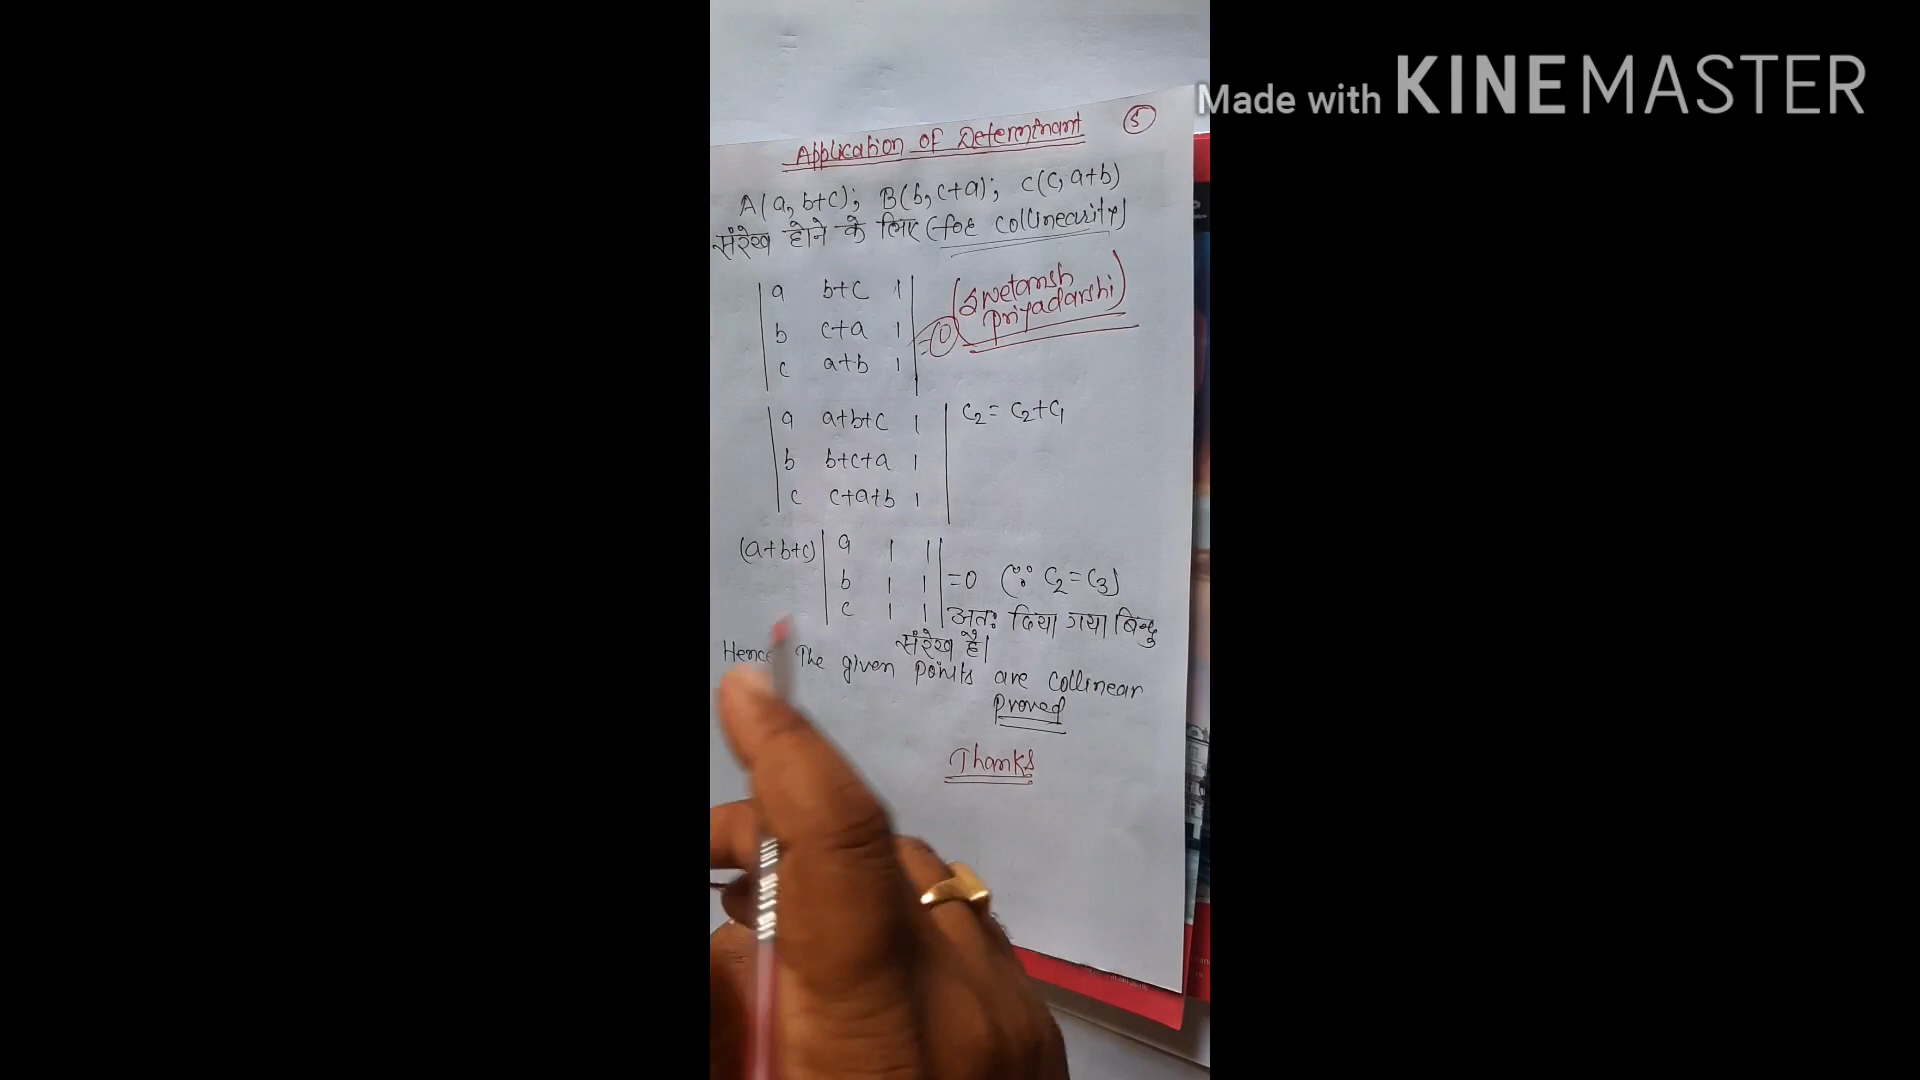 Made with KINEMASTER
Application of Determinant 5
A(a, b+c); B(b, c+a); C(c, a+b)
संरेख होने के लिए (for collinearity)
| a b+c 1 |
| b c+a 1 | = 0
| c a+b 1 |
(Swetansh
Priyadarshi)
| a a+b+c 1 | C₂ = C₂+C₁
| b b+c+a 1 |
| c c+a+b 1 |
(a+b+c) | a 1 1 |
| b 1 1 | =0 (∵ C₂=C₃)
| c 1 1 |
अतः दिया गया बिन्दु
संरेख है।
Hence The given points are collinear
Proved
Thanks